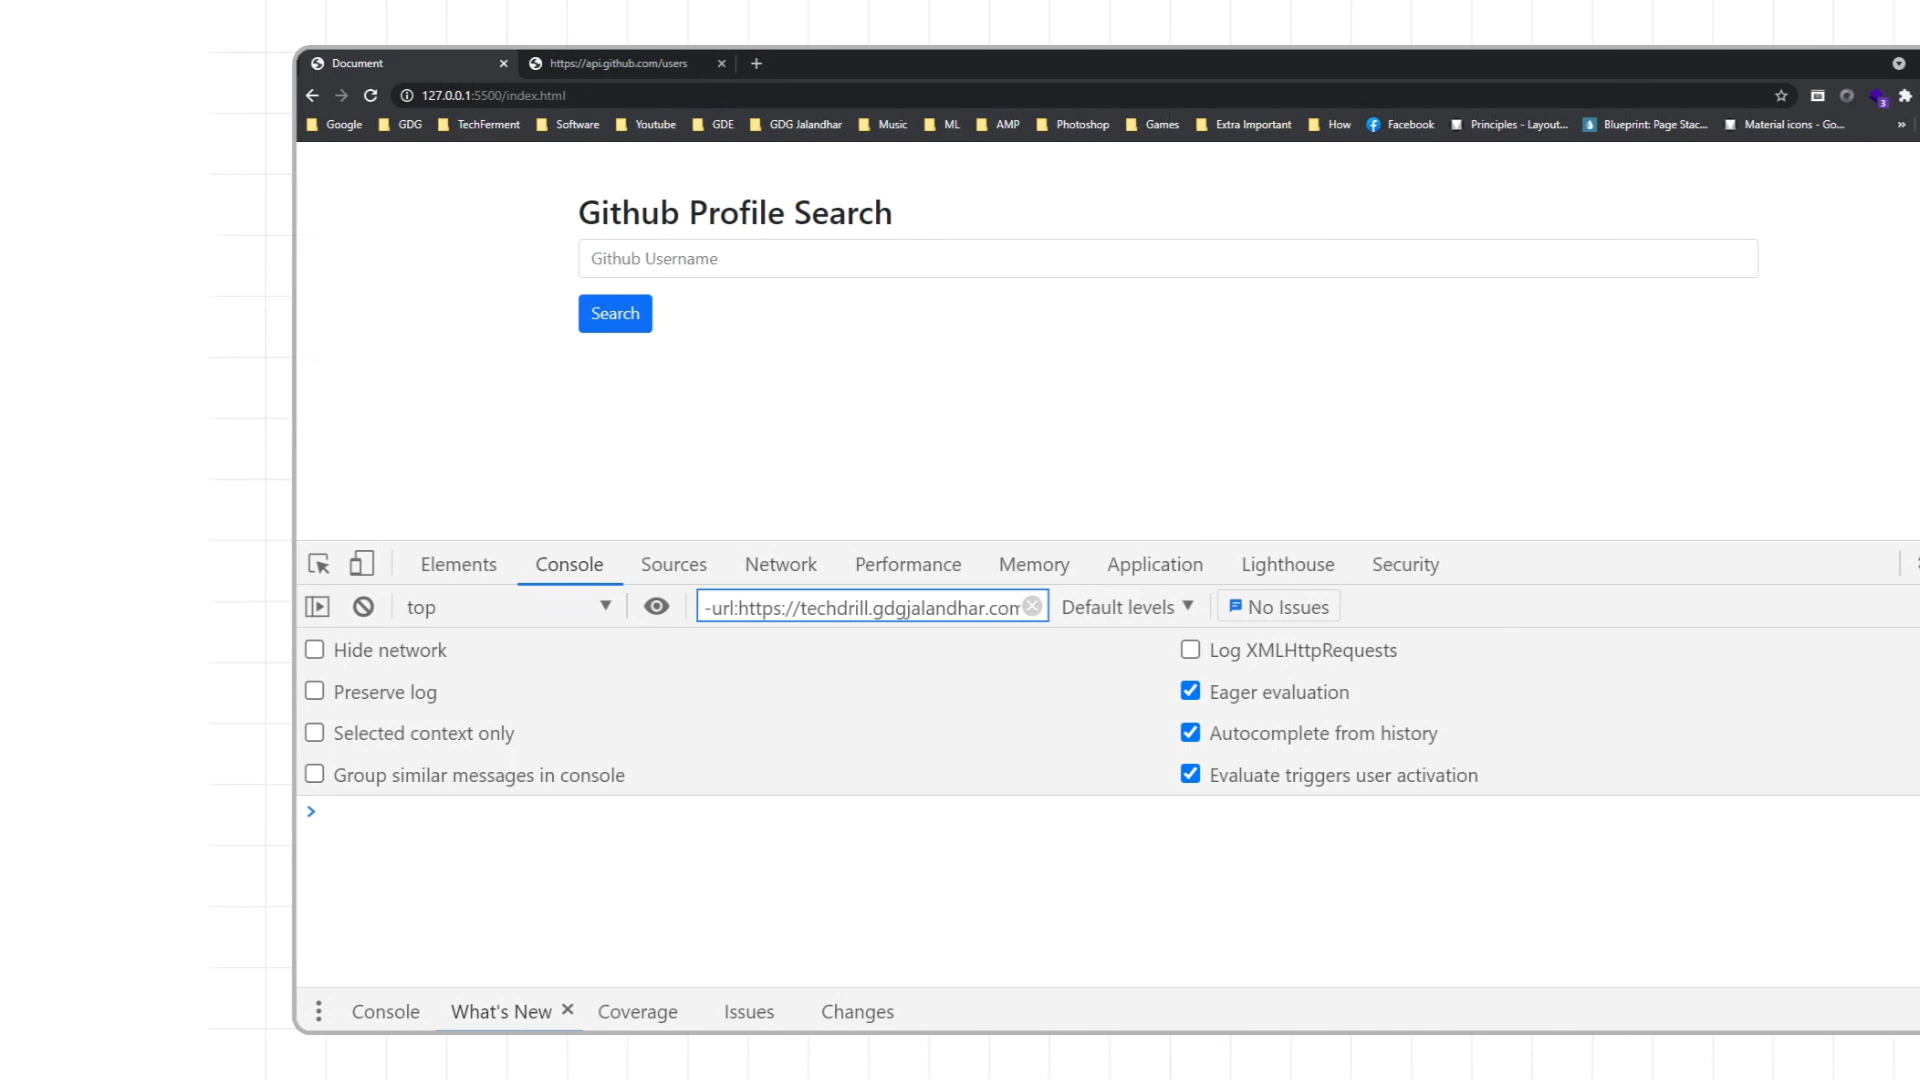 Document
https://api.github.com/users
127.0.0.1:5500/index.html
Google GDG TechFerment Software Youtube GDE GDG Jalandhar Music ML AMP Photoshop Games Extra Important How Facebook Principles - Layout... Blueprint: Page Stac... Material icons - Go... »
3
Github Profile Search
Github Username
Search
Elements Console Sources Network Performance Memory Application Lighthouse Security
top -url:https://techdrill.gdgjalandhar.com Default levels No Issues
Hide network Log XMLHttpRequests
Preserve log Eager evaluation
Selected context only Autocomplete from history
Group similar messages in console Evaluate triggers user activation
Console What's New Coverage Issues Changes